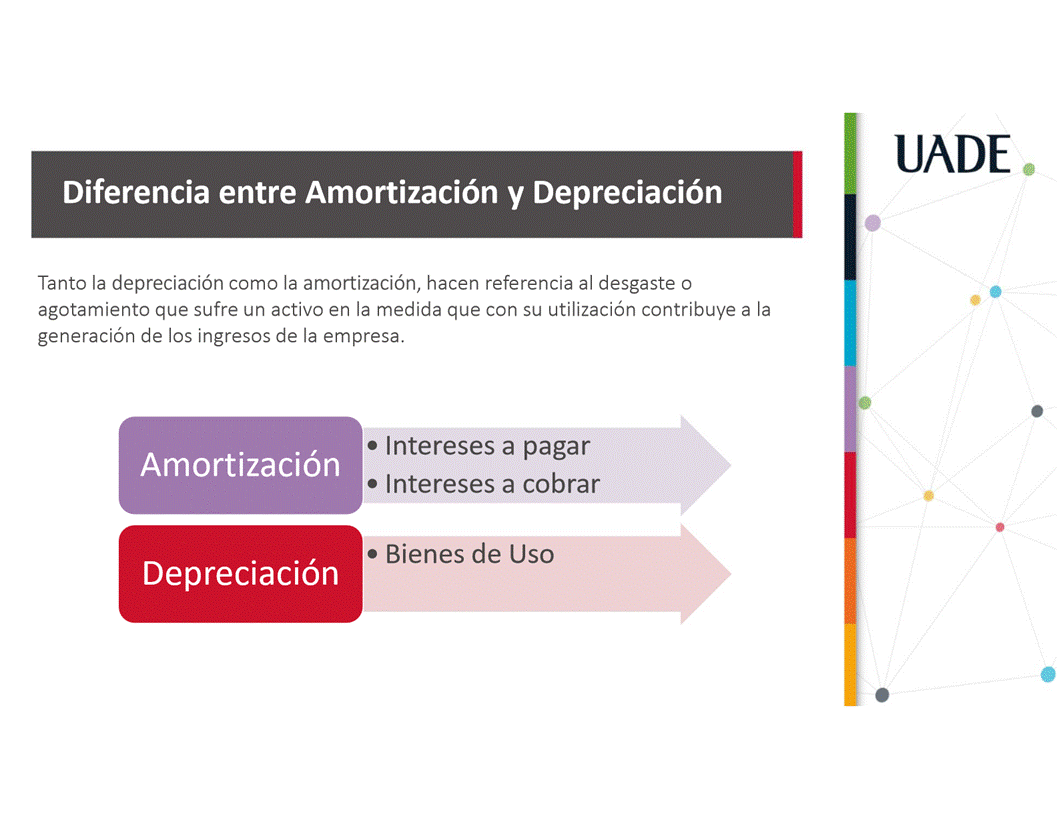 UADE
Diferencia entre Amortización y Depreciación
Tanto la depreciación como la amortización, hacen referencia al desgaste o
agotamiento que sufre un activo en la medida que con su utilización contribuye a la
generación de los ingresos de la empresa.
Amortización
• Intereses a pagar
• Intereses a cobrar
Depreciación
• Bienes de Uso